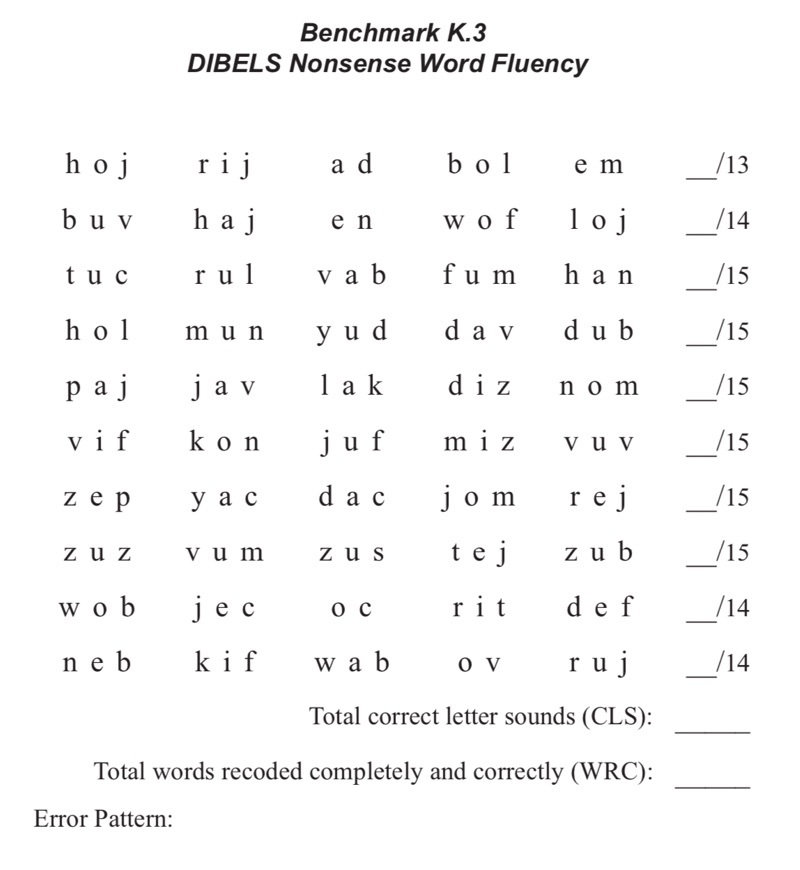 Benchmark K.3
DIBELS Nonsense Word Fluency
h o j r i j a d b o l e m __/13
b u v h a j e n w o f l o j __/14
t u c r u l v a b f u m h a n __/15
h o l m u n y u d d a v d u b __/15
p a j j a v l a k d i z n o m __/15
v i f k o n j u f m i z v u v __/15
z e p y a c d a c j o m r e j __/15
z u z v u m z u s t e j z u b __/15
w o b j e c o c r i t d e f __/14
n e b k i f w a b o v r u j __/14
Total correct letter sounds (CLS): _____
Total words recoded completely and correctly (WRC): _____
Error Pattern: